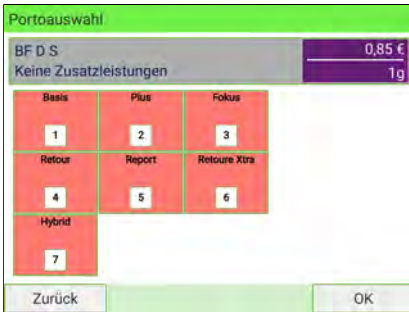 Portoauswahl
BF D S 0,85 €
Keine Zusatzleistungen 1g
Basis Plus Fokus
1 2 3
Retour Report Retoure Xtra
4 5 6
Hybrid
7
Zurück OK